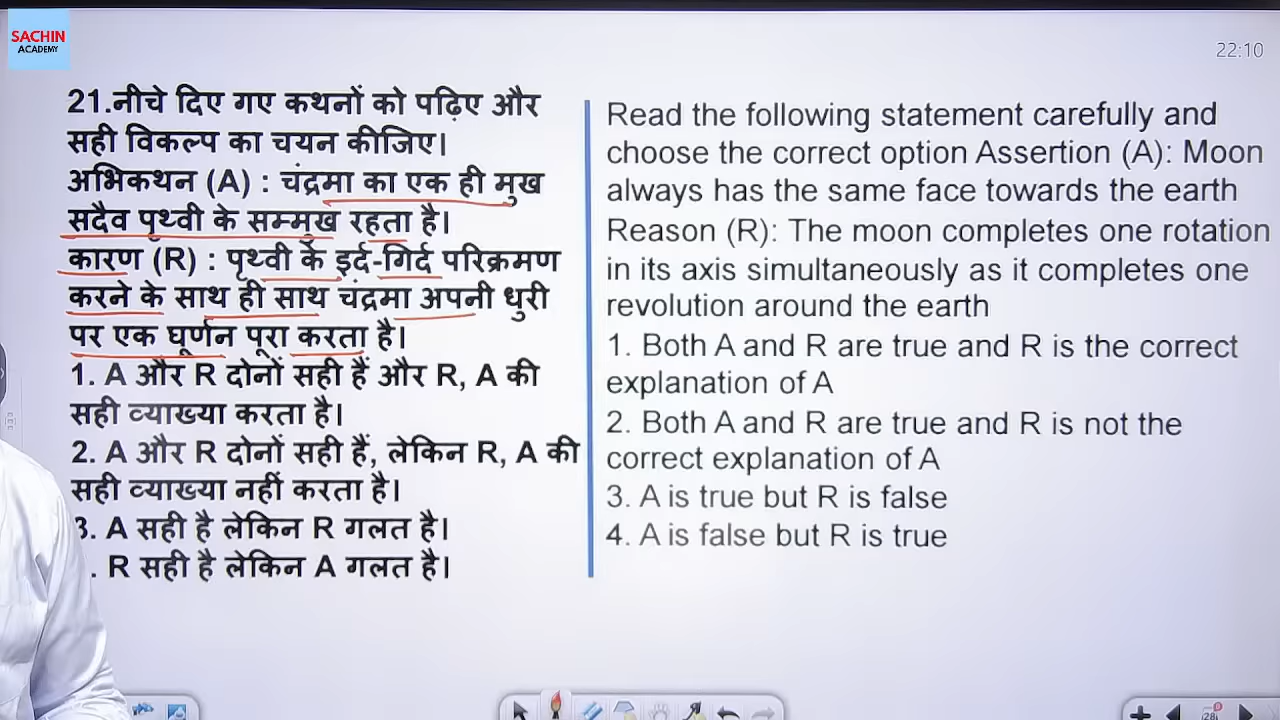 SACHIN
ACADEMY
22:10
21.नीचे दिए गए कथनों को पढ़िए और
सही विकल्प का चयन कीजिए।
अभिकथन (A) : चंद्रमा का एक ही मुख
सदैव पृथ्वी के सम्मुख रहता है।
कारण (R) : पृथ्वी के इर्द-गिर्द परिक्रमण
करने के साथ ही साथ चंद्रमा अपनी धुरी
पर एक घूर्णन पूरा करता है।
1. A और R दोनों सही हैं और R, A की
सही व्याख्या करता है।
2. A और R दोनों सही हैं, लेकिन R, A की
सही व्याख्या नहीं करता है।
3. A सही है लेकिन R गलत है।
. R सही है लेकिन A गलत है।
Read the following statement carefully and
choose the correct option Assertion (A): Moon
always has the same face towards the earth
Reason (R): The moon completes one rotation
in its axis simultaneously as it completes one
revolution around the earth
1. Both A and R are true and R is the correct
explanation of A
2. Both A and R are true and R is not the
correct explanation of A
3. A is true but R is false
4. A is false but R is true